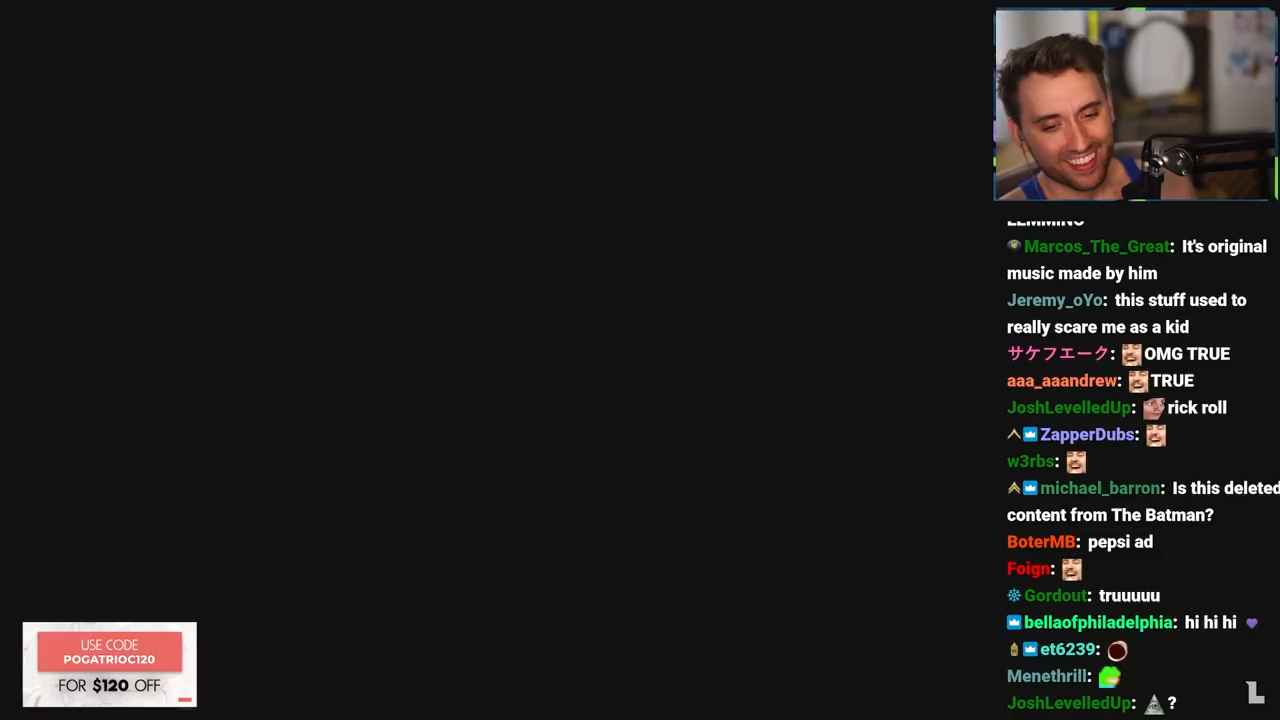 LEMMINO
Marcos_The_Great: It's original
music made by him
Jeremy_oYo: this stuff used to
really scare me as a kid
サケフエーク: OMG TRUE
aaa_aaandrew: TRUE
JoshLevelledUp: rick roll
ZapperDubs:
w3rbs:
michael_barron: Is this deleted
content from The Batman?
BoterMB: pepsi ad
Foign:
Gordout: truuuuu
bellaofphiladelphia: hi hi hi
et6239:
Menethrill:
JoshLevelledUp: ?
USE CODE
POGATRIOC120
FOR $120 OFF
L